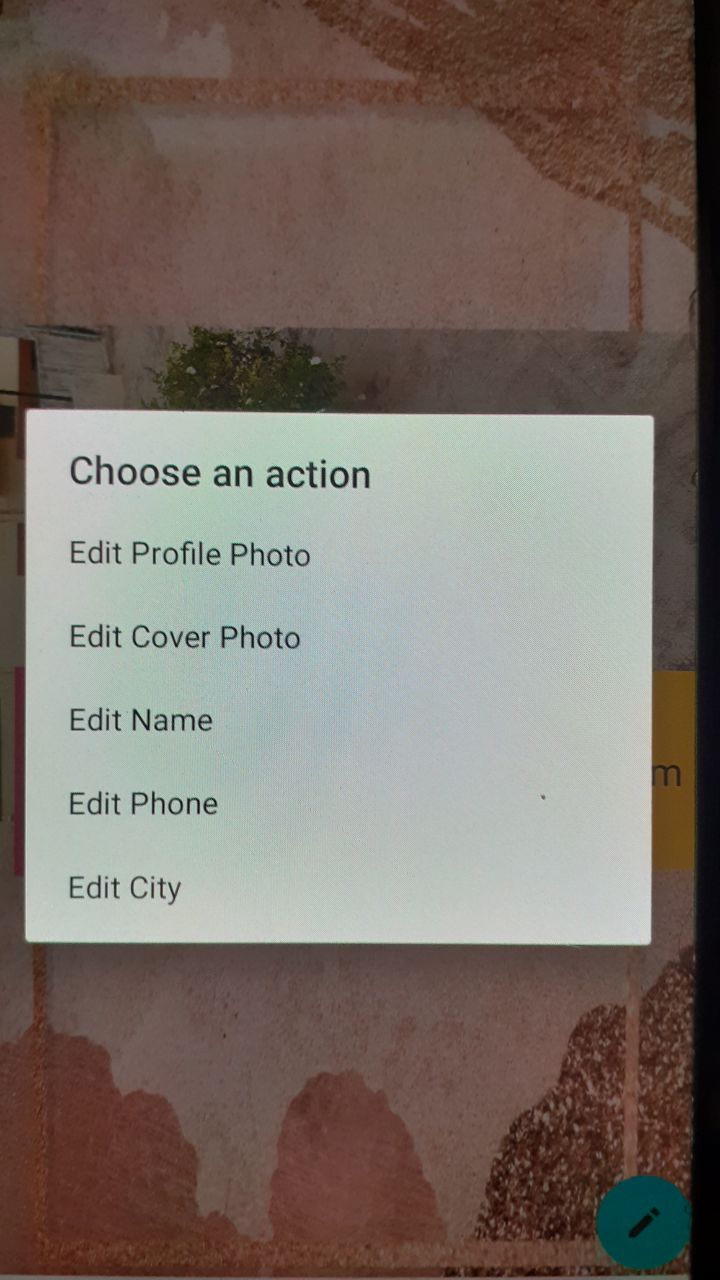 Choose an action
Edit Profile Photo
Edit Cover Photo
Edit Name
m
Edit Phone
Edit City